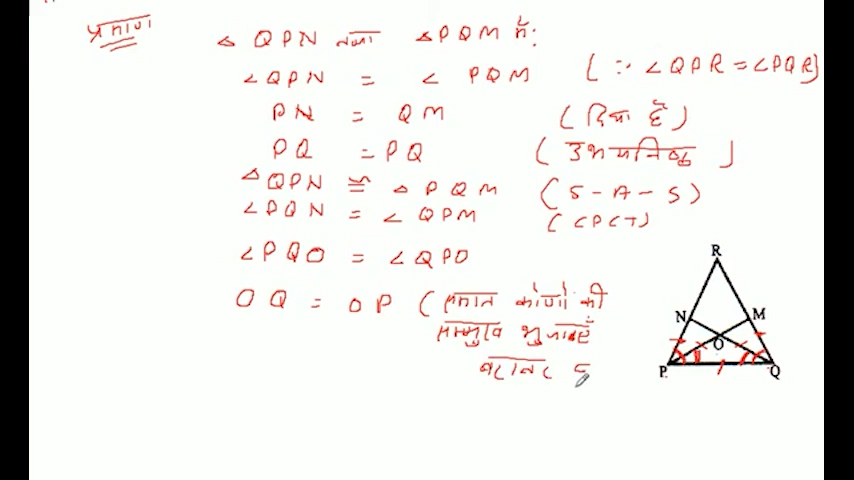 प्रमाण
△ QPN तथा △PQM में:
∠QPN = ∠ PQM [∵ ∠QPR = ∠PQR]
PN = QM (दिया है)
PQ = PQ (उभयनिष्ठ]
△QPN ≅ △ PQM (S-A-S)
∠PQN = ∠ QPM (CPCT)
∠PQO = ∠QPO
OQ = OP (समान कोणों की
सम्मुख भुजाएं
बराबर
R
N M
O
P Q